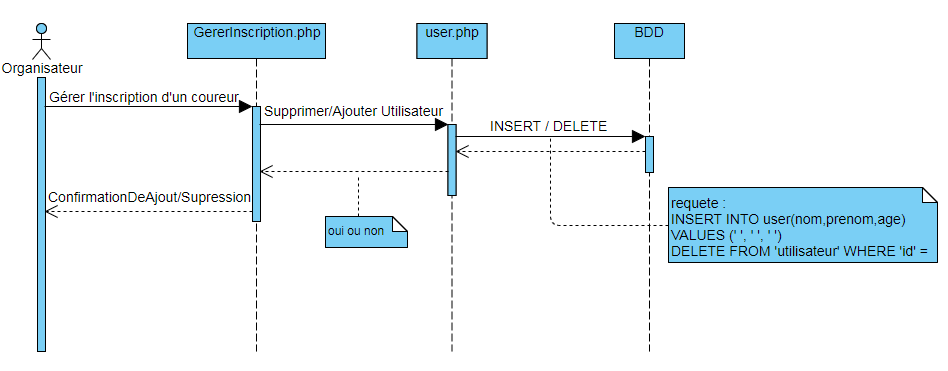 GererInscription.php
user.php
BDD
Organisateur
Gérer l'inscription d'un coureur
Supprimer/Ajouter Utilisateur
INSERT / DELETE
ConfirmationDeAjout/Supression
oui ou non
requete :
INSERT INTO user(nom,prenom,age)
VALUES (' ', ' ', ' ')
DELETE FROM 'utilisateur' WHERE 'id' =